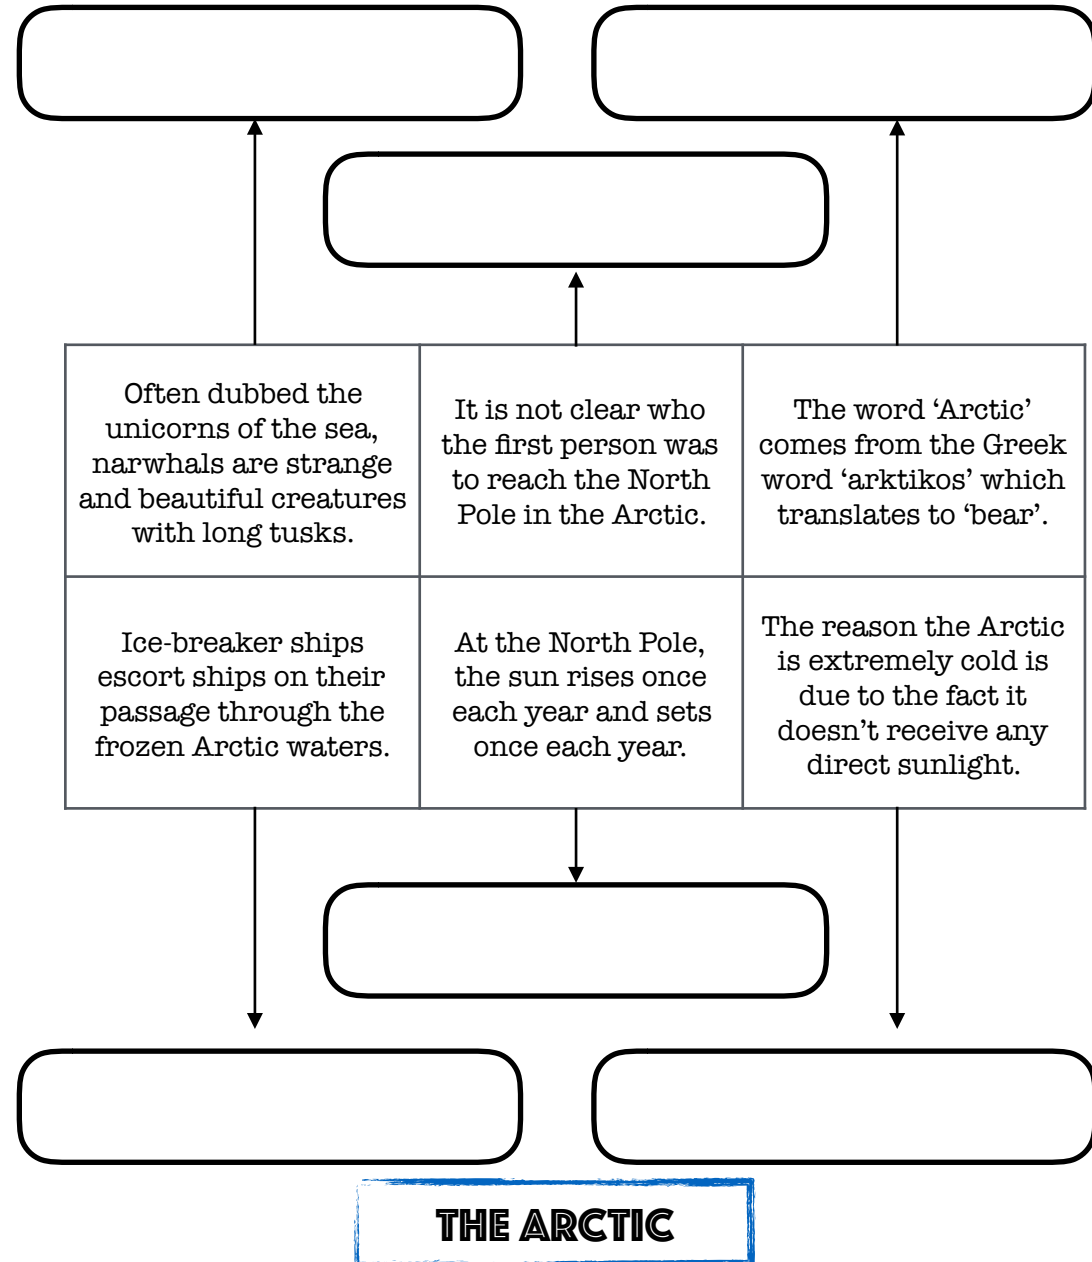 Often dubbed the
unicorns of the sea,
narwhals are strange
and beautiful creatures
with long tusks.
It is not clear who
the first person was
to reach the North
Pole in the Arctic.
The word ‘Arctic’
comes from the Greek
word ‘arktikos’ which
translates to ‘bear’.
Ice-breaker ships
escort ships on their
passage through the
frozen Arctic waters.
At the North Pole,
the sun rises once
each year and sets
once each year.
The reason the Arctic
is extremely cold is
due to the fact it
doesn’t receive any
direct sunlight.
THE ARCTIC